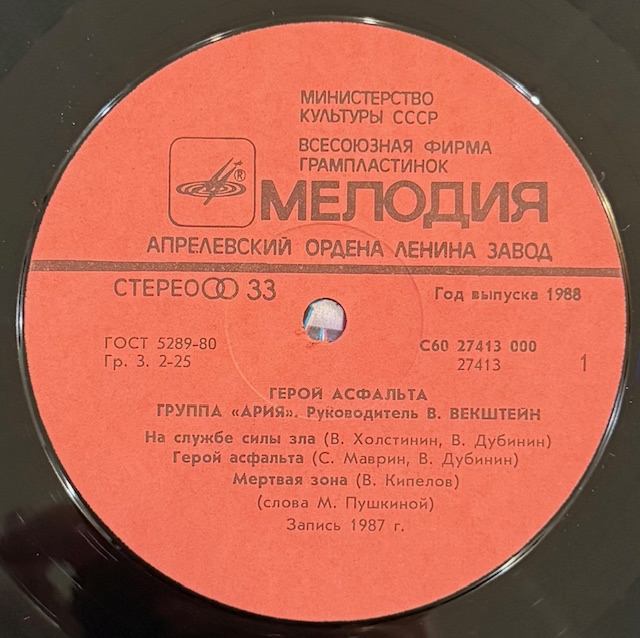 МИНИСТЕРСТВО
КУЛЬТУРЫ СССР
ВСЕСОЮЗНАЯ ФИРМА
ГРАМПЛАСТИНОК
®
МЕЛОДИЯ
АПРЕЛЕВСКИЙ ОРДЕНА ЛЕНИНА ЗАВОД
СТЕРЕО 33
Год выпуска 1988
ГОСТ 5289-80
Гр. 3. 2-25
С60 27413 000
27413
1
ГЕРОЙ АСФАЛЬТА
ГРУППА «АРИЯ». Руководитель В. ВЕКШТЕЙН
На службе силы зла (В. Холстинин, В. Дубинин)
Герой асфальта (С. Маврин, В. Дубинин)
Мертвая зона (В. Кипелов)
(слова М. Пушкиной)
Запись 1987 г.